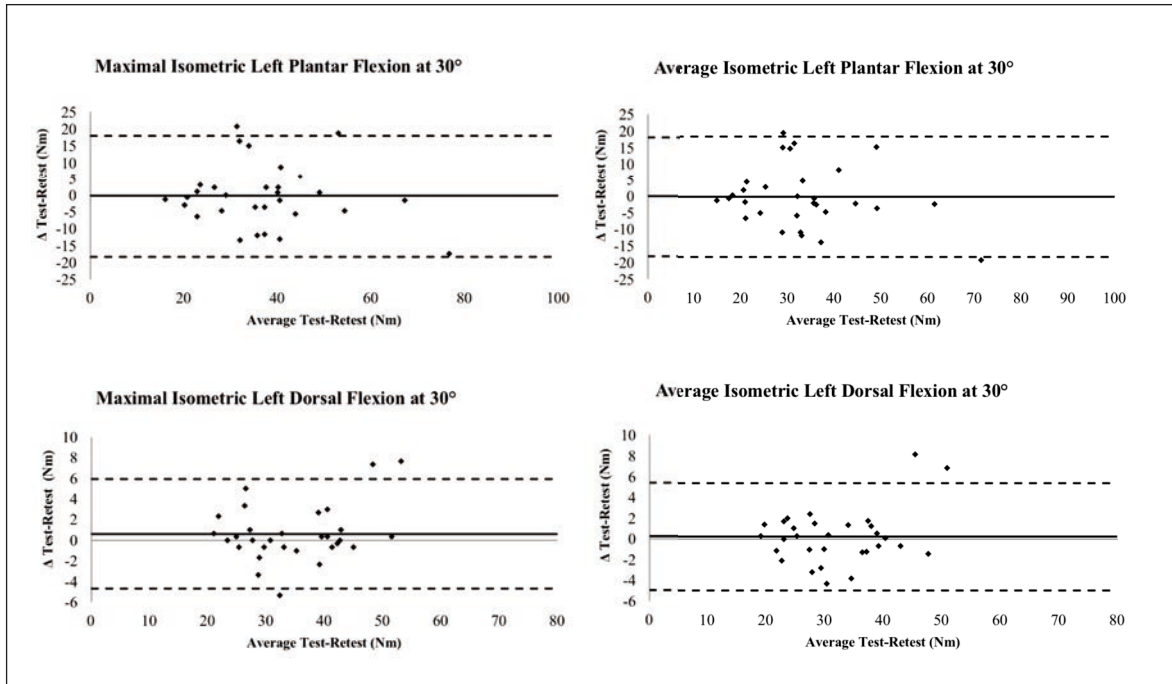 Maximal Isometric Left Plantar Flexion at 30°
Δ Test-Retest (Nm)
25
20
15
10
5
0
-5
-10
-15
-20
-25
0 20 40 60 80 100
Average Test-Retest (Nm)
Average Isometric Left Plantar Flexion at 30°
Δ Test-Retest (Nm)
25
20
15
10
5
0
-5
-10
-15
-20
-25
0 10 20 30 40 50 60 70 80 90 100
Average Test-Retest (Nm)
Maximal Isometric Left Dorsal Flexion at 30°
Δ Test-Retest (Nm)
10
8
6
4
2
0
-2
-4
-6
0 10 20 30 40 50 60 70 80
Average Test-Retest (Nm)
Average Isometric Left Dorsal Flexion at 30°
Δ Test-Retest (Nm)
10
8
6
4
2
0
-2
-4
-6
0 10 20 30 40 50 60 70 80
Average Test-Retest (Nm)